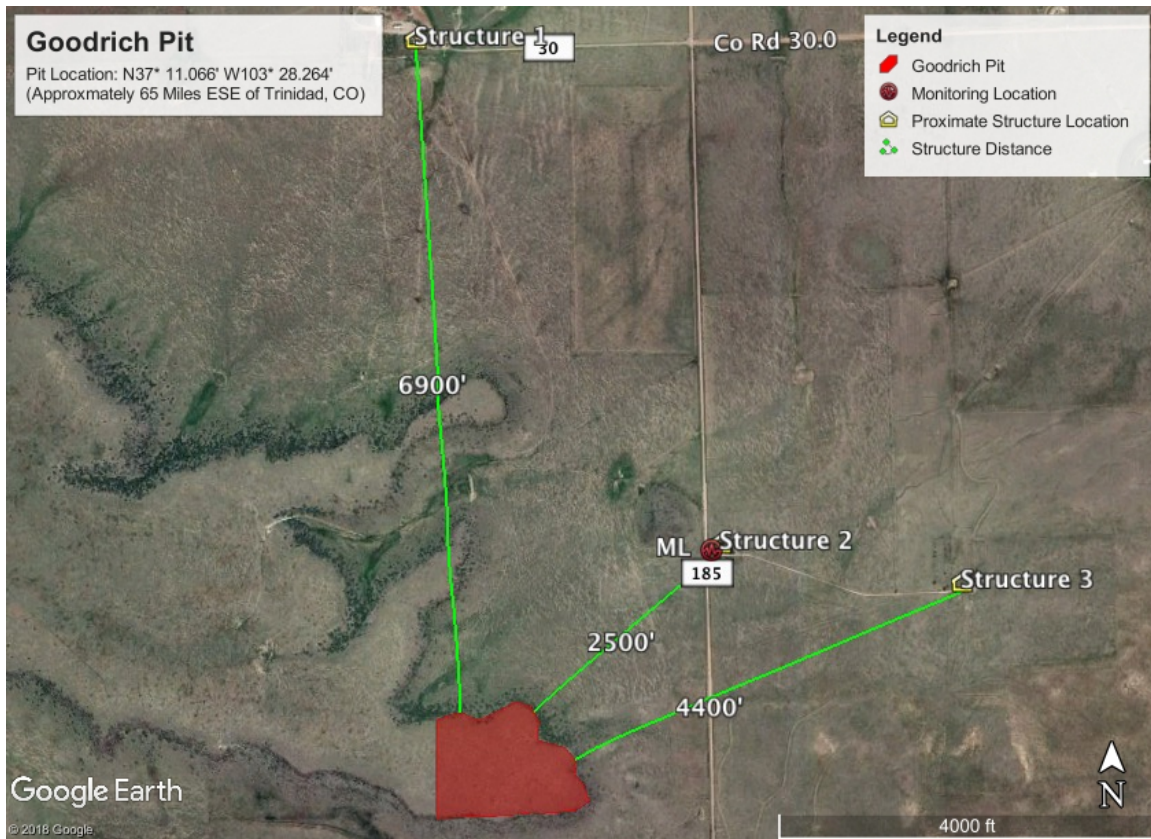 Goodrich Pit
Pit Location: N37* 11.066' W103* 28.264'
(Approxmately 65 Miles ESE of Trinidad, CO)
Structure 1
30
Co Rd 30.0
Legend
Goodrich Pit
Monitoring Location
Proximate Structure Location
Structure Distance
6900'
ML
Structure 2
185
Structure 3
2500'
4400'
N
Google Earth
© 2018 Google
4000 ft